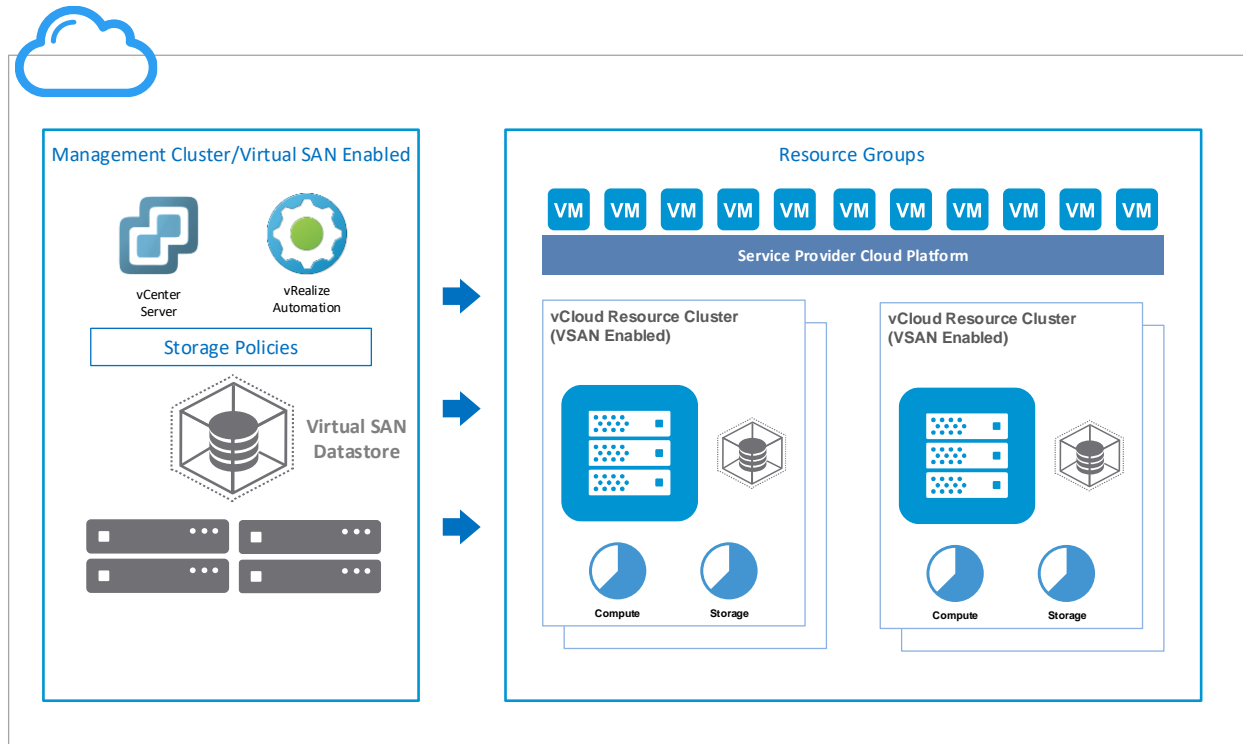 Management Cluster/Virtual SAN Enabled
vCenter
Server
vRealize
Automation
Storage Policies
Virtual SAN
Datastore
Resource Groups
VM VM VM VM VM VM VM VM VM VM VM
Service Provider Cloud Platform
vCloud Resource Cluster
(VSAN Enabled)
Compute
Storage
vCloud Resource Cluster
(VSAN Enabled)
Compute
Storage